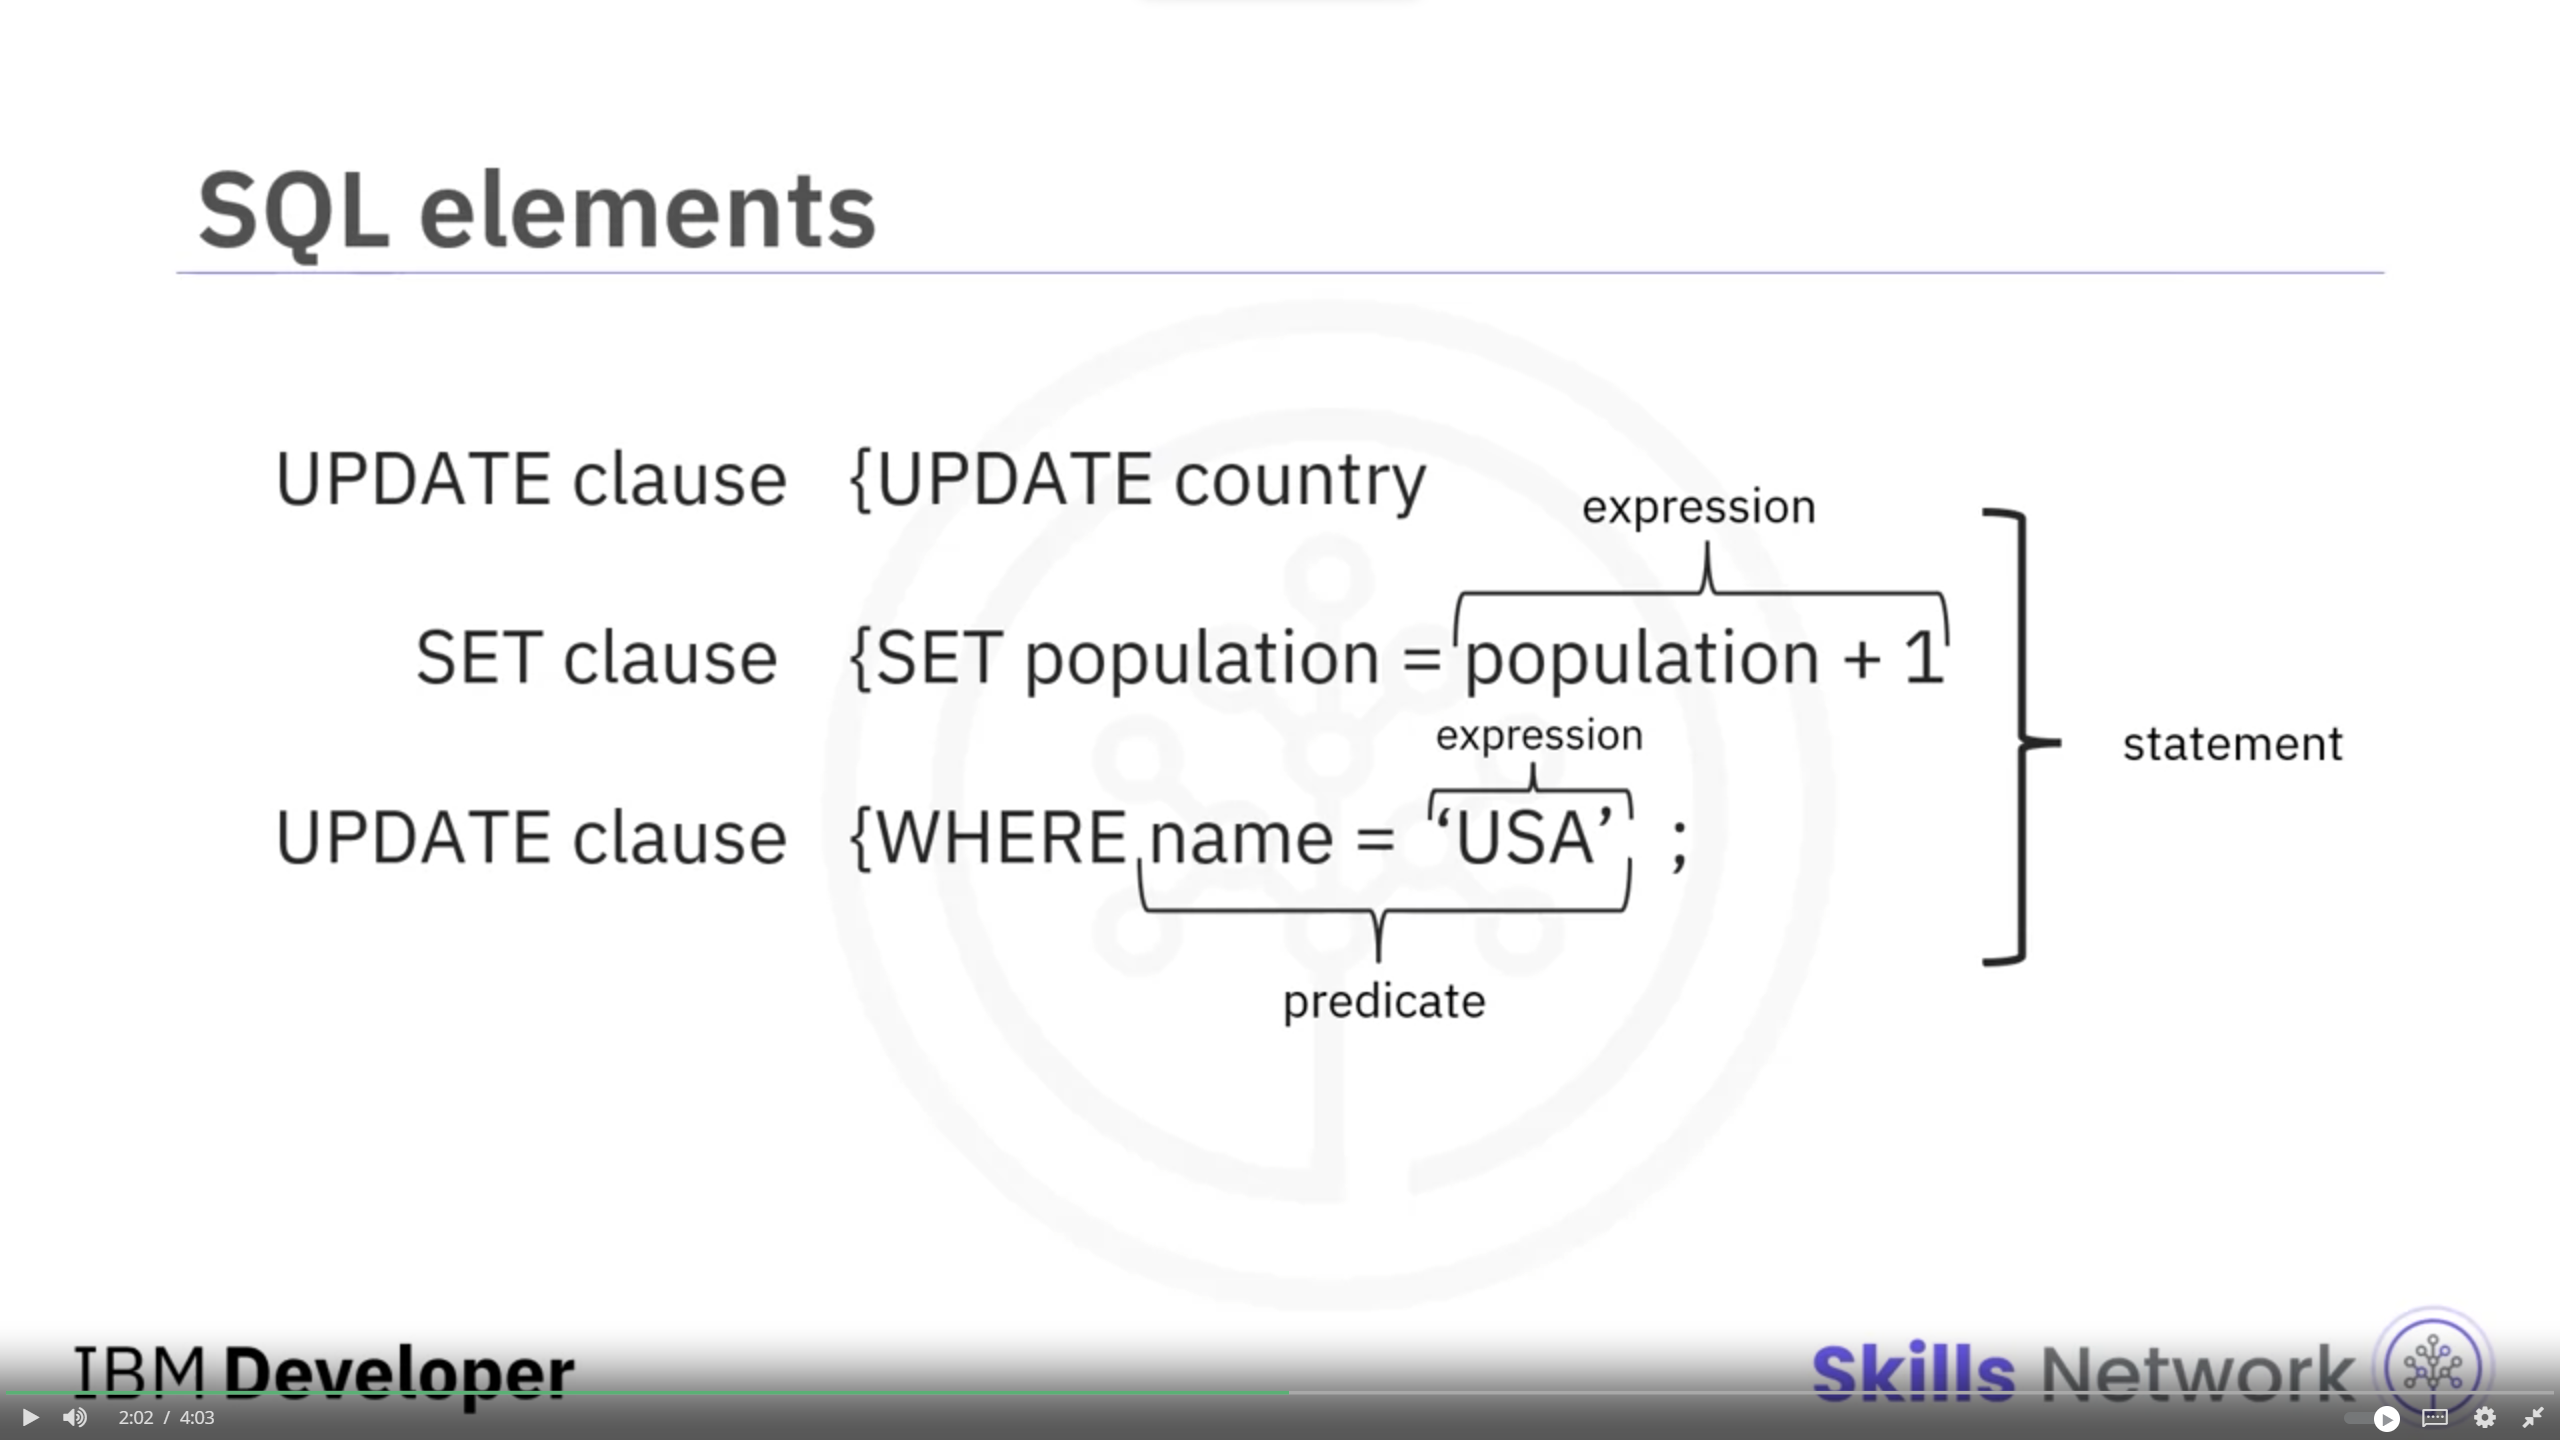 SQL elements
UPDATE clause {UPDATE country
expression
SET clause {SET population = population + 1
expression
statement
UPDATE clause {WHERE name = ‘USA’ ;
predicate
IBM Developer
Skills Network
2:02 / 4:03